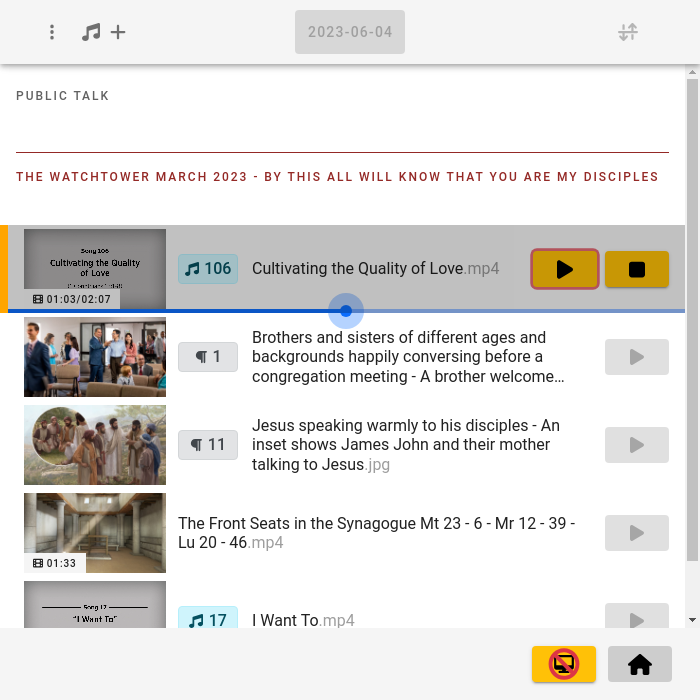 2023-06-04
PUBLIC TALK
THE WATCHTOWER MARCH 2023 - BY THIS ALL WILL KNOW THAT YOU ARE MY DISCIPLES
Song 106
Cultivating the Quality
of Love
01:03/02:07
106
Cultivating the Quality of Love.mp4
¶ 1
Brothers and sisters of different ages and
backgrounds happily conversing before a
congregation meeting - A brother welcome…
¶ 11
Jesus speaking warmly to his disciples - An
inset shows James John and their mother
talking to Jesus.jpg
The Front Seats in the Synagogue Mt 23 - 6 - Mr 12 - 39 -
Lu 20 - 46.mp4
01:33
Song 17
"I Want To"
17
I Want To.mp4